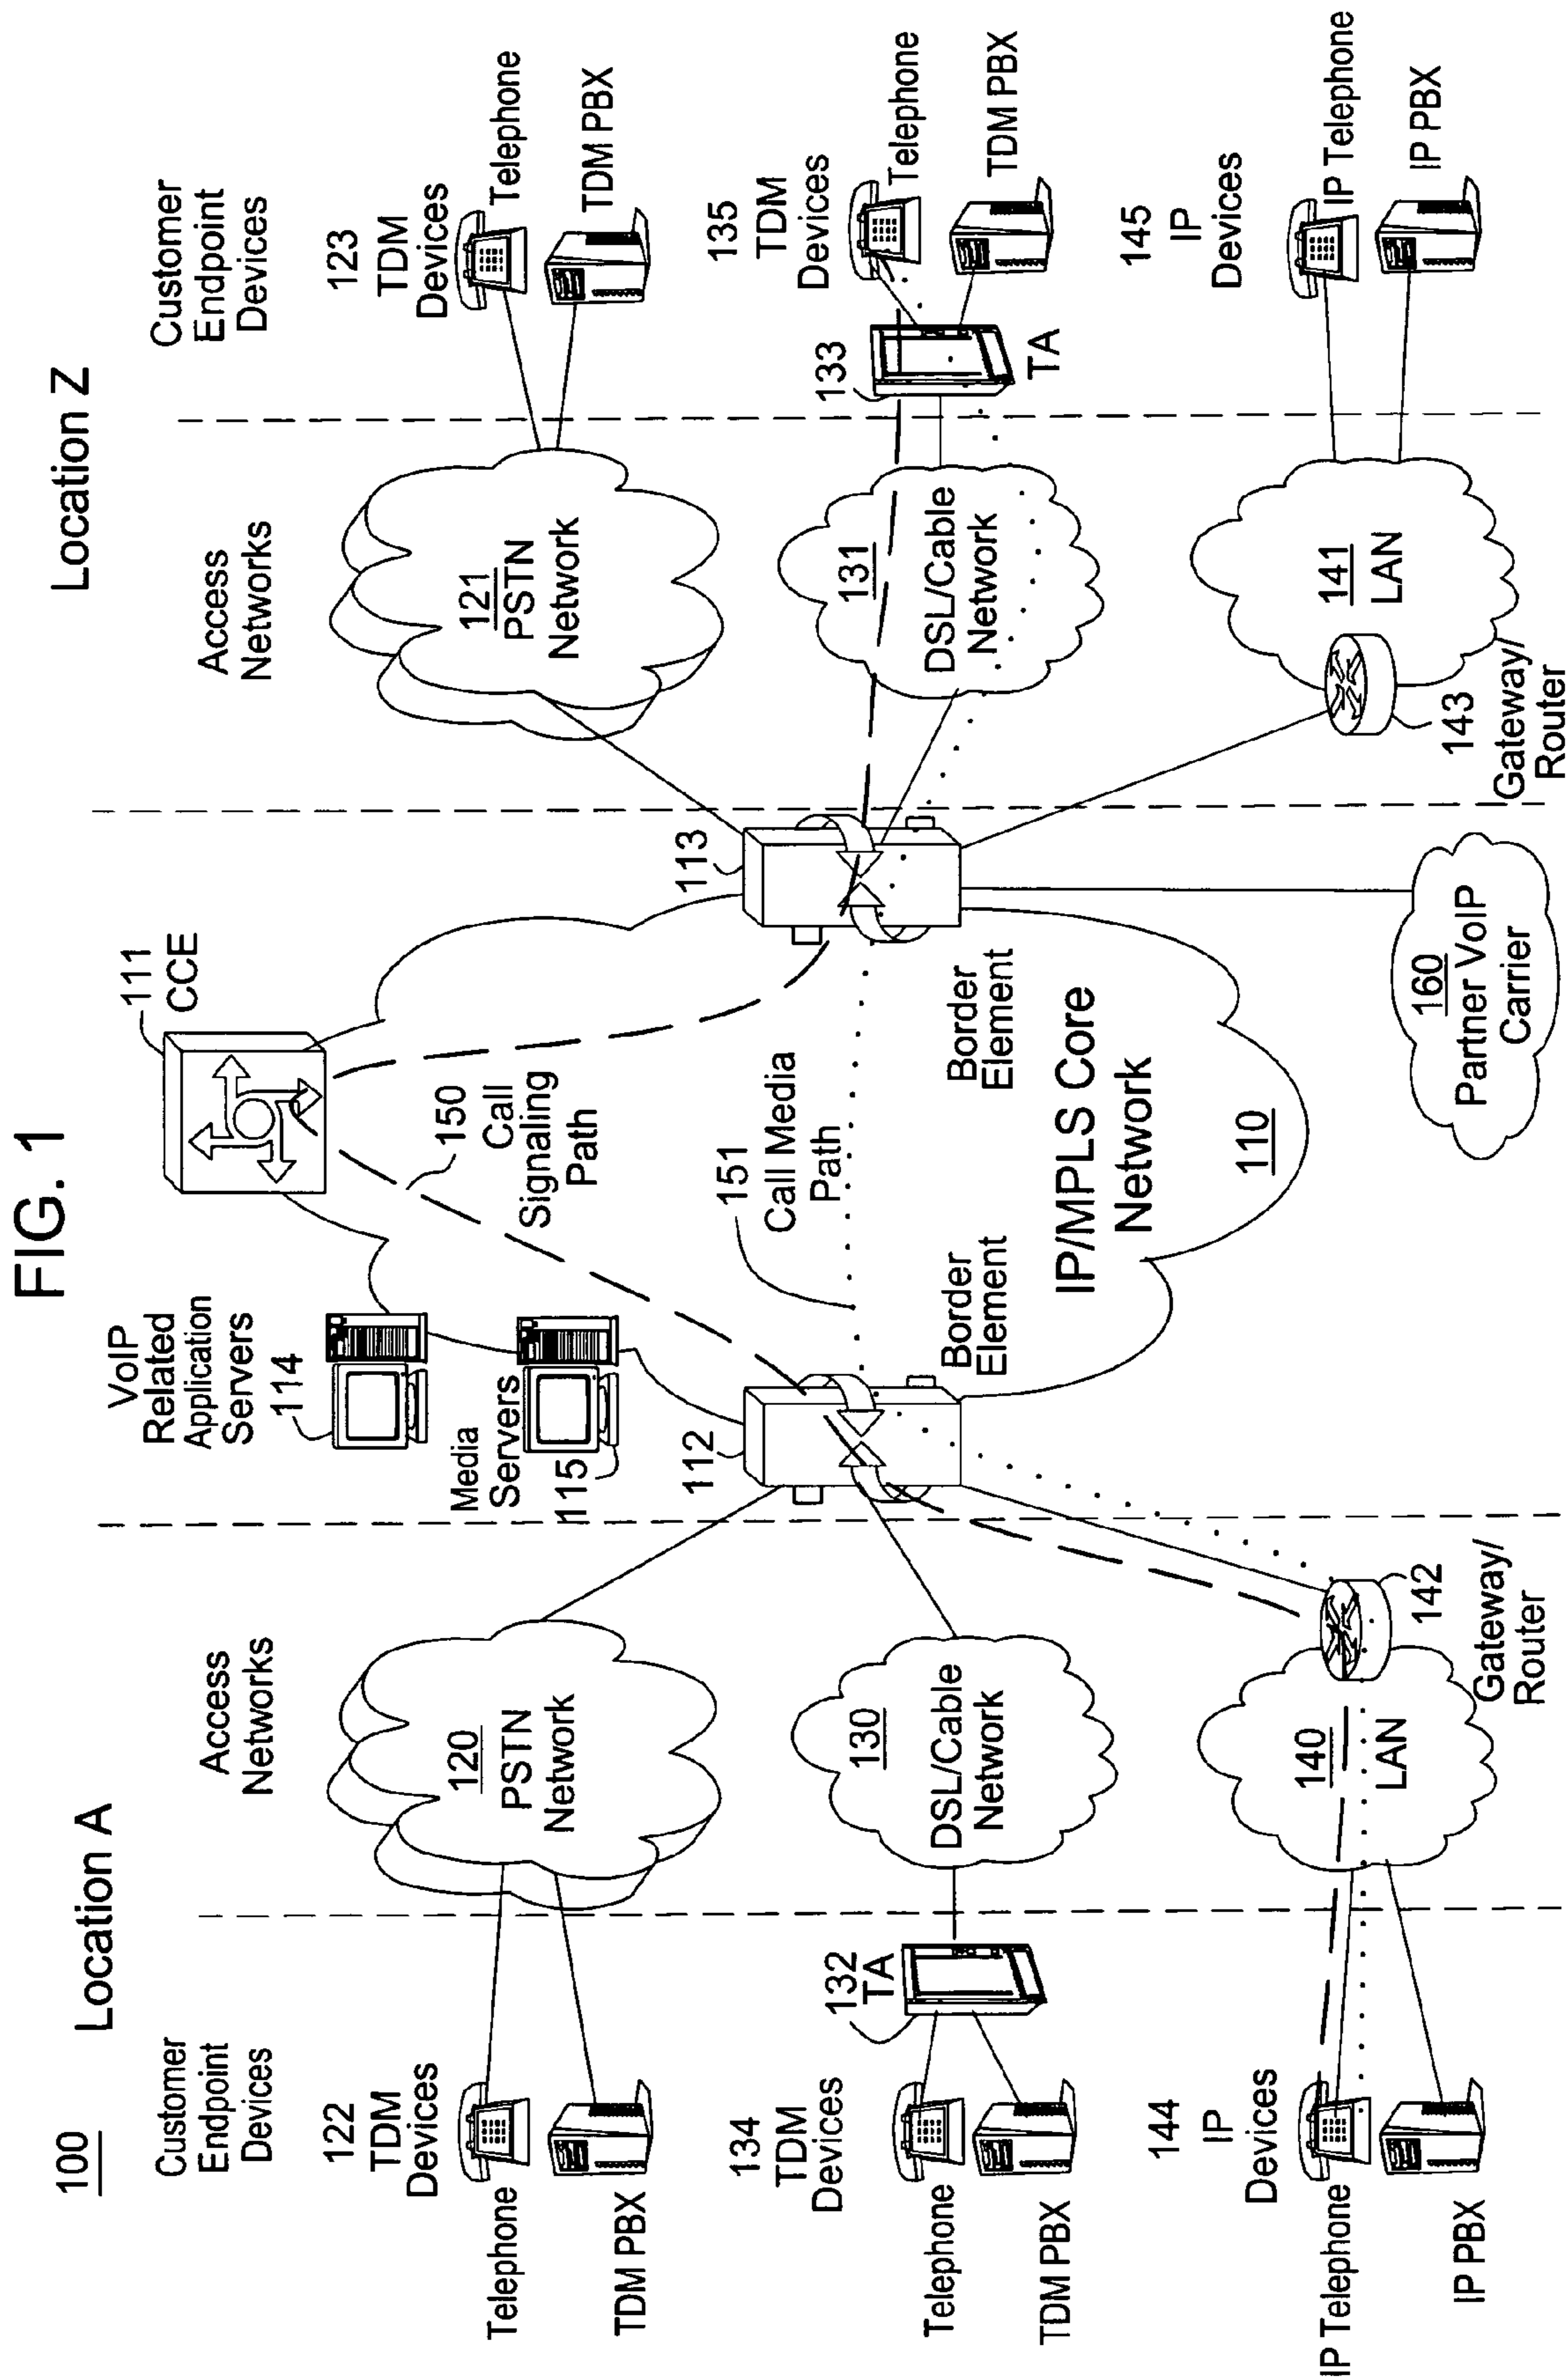 FIG. 1
100
Location A
Location Z
Customer
Endpoint
Devices
Access
Networks
VoIP
Related
Application
Servers
114
111
CCE
Access
Networks
Customer
Endpoint
Devices
122
TDM
Devices
Telephone
TDM PBX
120
PSTN
Network
Media
Servers
115
150
Call
Signaling
Path
121
PSTN
Network
123
TDM
Devices
Telephone
TDM PBX
112
151
Call Media
Path
113
134
TDM
Devices
Telephone
TDM PBX
132
TA
130
DSL/Cable
Network
Border
Element
Border
Element
131
DSL/Cable
Network
133
TA
135
TDM
Devices
Telephone
TDM PBX
IP/MPLS Core
Network
110
144
IP
Devices
IP Telephone
IP PBX
140
LAN
142
Gateway/
Router
160
Partner VoIP
Carrier
143
Gateway/
Router
141
LAN
145
IP
Devices
IP Telephone
IP PBX